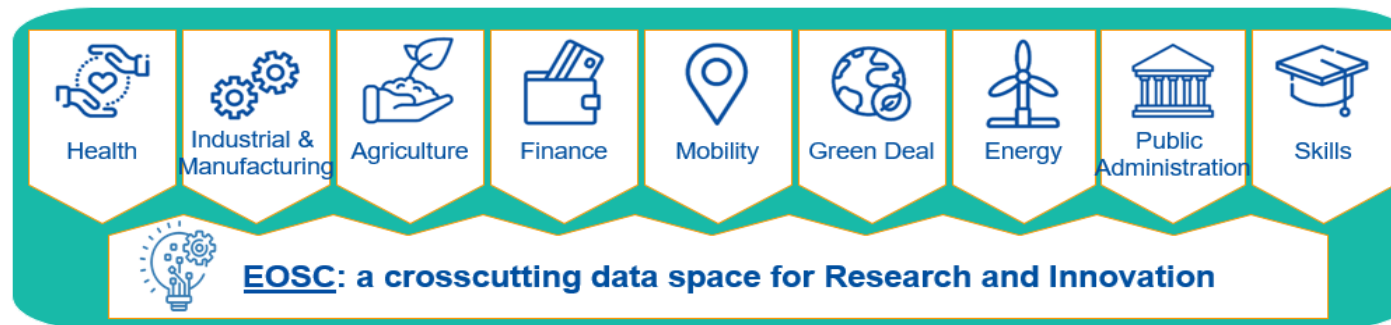 Health
Industrial &
Manufacturing
Agriculture
Finance
Mobility
Green Deal
Energy
Public
Administration
Skills
EOSC: a crosscutting data space for Research and Innovation